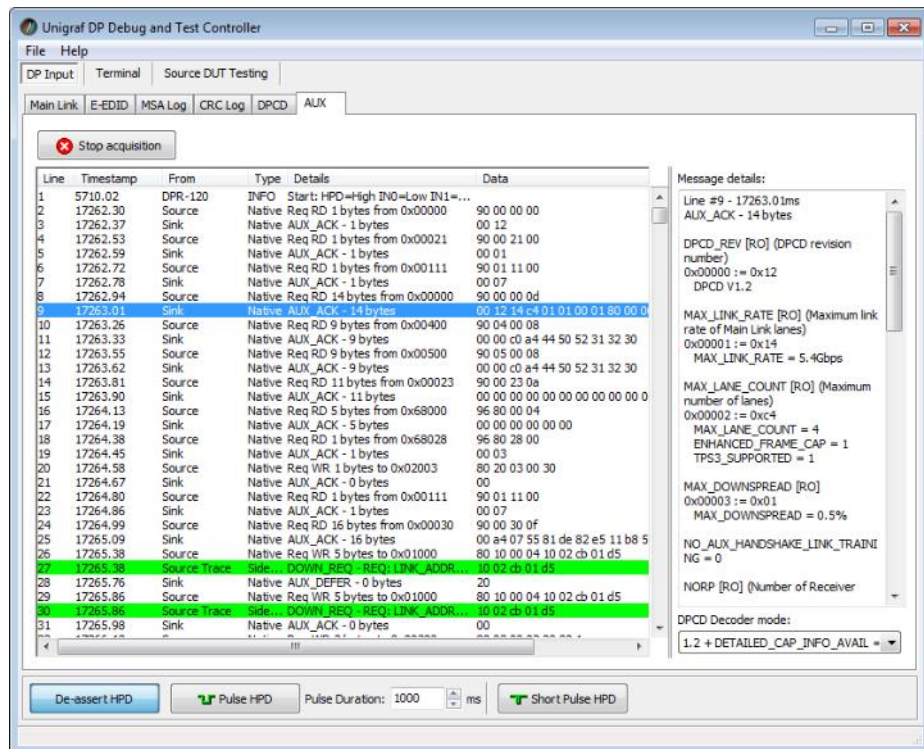 Unigraf DP Debug and Test Controller
File Help
DP Input Terminal Source DUT Testing
Main Link E-EDID MSA Log CRC Log DPCD AUX
Stop acquisition
Line Timestamp From Type Details Data
1 5710.02 DPR-120 INFO Start: HPD=High IN0=Low IN1=...
2 17262.30 Source Native Req RD 1 bytes from 0x00000 90 00 00 00
3 17262.37 Sink Native AUX_ACK - 1 bytes 00 12
4 17262.53 Source Native Req RD 1 bytes from 0x00021 90 00 21 00
5 17262.59 Sink Native AUX_ACK - 1 bytes 00 01
6 17262.72 Source Native Req RD 1 bytes from 0x00111 90 01 11 00
7 17262.78 Sink Native AUX_ACK - 1 bytes 00 07
8 17262.94 Source Native Req RD 14 bytes from 0x00000 90 00 00 0d
9 17263.01 Sink Native AUX_ACK - 14 bytes 00 12 14 c4 01 01 00 01 80 00 0
10 17263.26 Source Native Req RD 9 bytes from 0x00400 90 04 00 08
11 17263.33 Sink Native AUX_ACK - 9 bytes 00 00 c0 a4 44 50 52 31 32 30
12 17263.55 Source Native Req RD 9 bytes from 0x00500 90 05 00 08
13 17263.62 Sink Native AUX_ACK - 9 bytes 00 00 c0 a4 44 50 52 31 32 30
14 17263.81 Source Native Req RD 11 bytes from 0x00023 90 00 23 0a
15 17263.90 Sink Native AUX_ACK - 11 bytes 00 00 00 00 00 00 00 00 00 00 0
16 17264.13 Source Native Req RD 5 bytes from 0x68000 96 80 00 04
17 17264.19 Sink Native AUX_ACK - 5 bytes 00 00 00 00 00 00
18 17264.38 Source Native Req RD 1 bytes from 0x68028 96 80 28 00
19 17264.45 Sink Native AUX_ACK - 1 bytes 00 03
20 17264.58 Source Native Req WR 1 bytes to 0x02003 80 20 03 00 30
21 17264.67 Sink Native AUX_ACK - 0 bytes 00
22 17264.80 Source Native Req RD 1 bytes from 0x00111 90 01 11 00
23 17264.86 Sink Native AUX_ACK - 1 bytes 00 07
24 17264.99 Source Native Req RD 16 bytes from 0x00030 90 00 30 0f
25 17265.09 Sink Native AUX_ACK - 16 bytes 00 a4 07 55 81 de 82 e5 11 b8 5
26 17265.38 Source Native Req WR 5 bytes to 0x01000 80 10 00 04 10 02 cb 01 d5
27 17265.38 Source Trace Side... DOWN_REQ - REQ: LINK_ADDR... 10 02 cb 01 d5
28 17265.76 Sink Native AUX_DEFER - 0 bytes 20
29 17265.86 Source Native Req WR 5 bytes to 0x01000 80 10 00 04 10 02 cb 01 d5
30 17265.86 Source Trace Side... DOWN_REQ - REQ: LINK_ADDR... 10 02 cb 01 d5
31 17265.98 Sink Native AUX_ACK - 0 bytes 00
Message details:
Line #9 - 17263.01ms
AUX_ACK - 14 bytes
DPCD_REV [RO] (DPCD revision
number)
0x00000 := 0x12
DPCD V1.2
MAX_LINK_RATE [RO] (Maximum link
rate of Main Link lanes)
0x00001 := 0x14
MAX_LINK_RATE = 5.4Gbps
MAX_LANE_COUNT [RO] (Maximum
number of lanes)
0x00002 := 0xc4
MAX_LANE_COUNT = 4
ENHANCED_FRAME_CAP = 1
TPS3_SUPPORTED = 1
MAX_DOWNSPREAD [RO]
0x00003 := 0x01
MAX_DOWNSPREAD = 0.5%
NO_AUX_HANDSHAKE_LINK_TRAINI
NG = 0
NORP [RO] (Number of Receiver
DPCD Decoder mode:
1.2 + DETAILED_CAP_INFO_AVAIL =
De-assert HPD Pulse HPD Pulse Duration: 1000 ms Short Pulse HPD